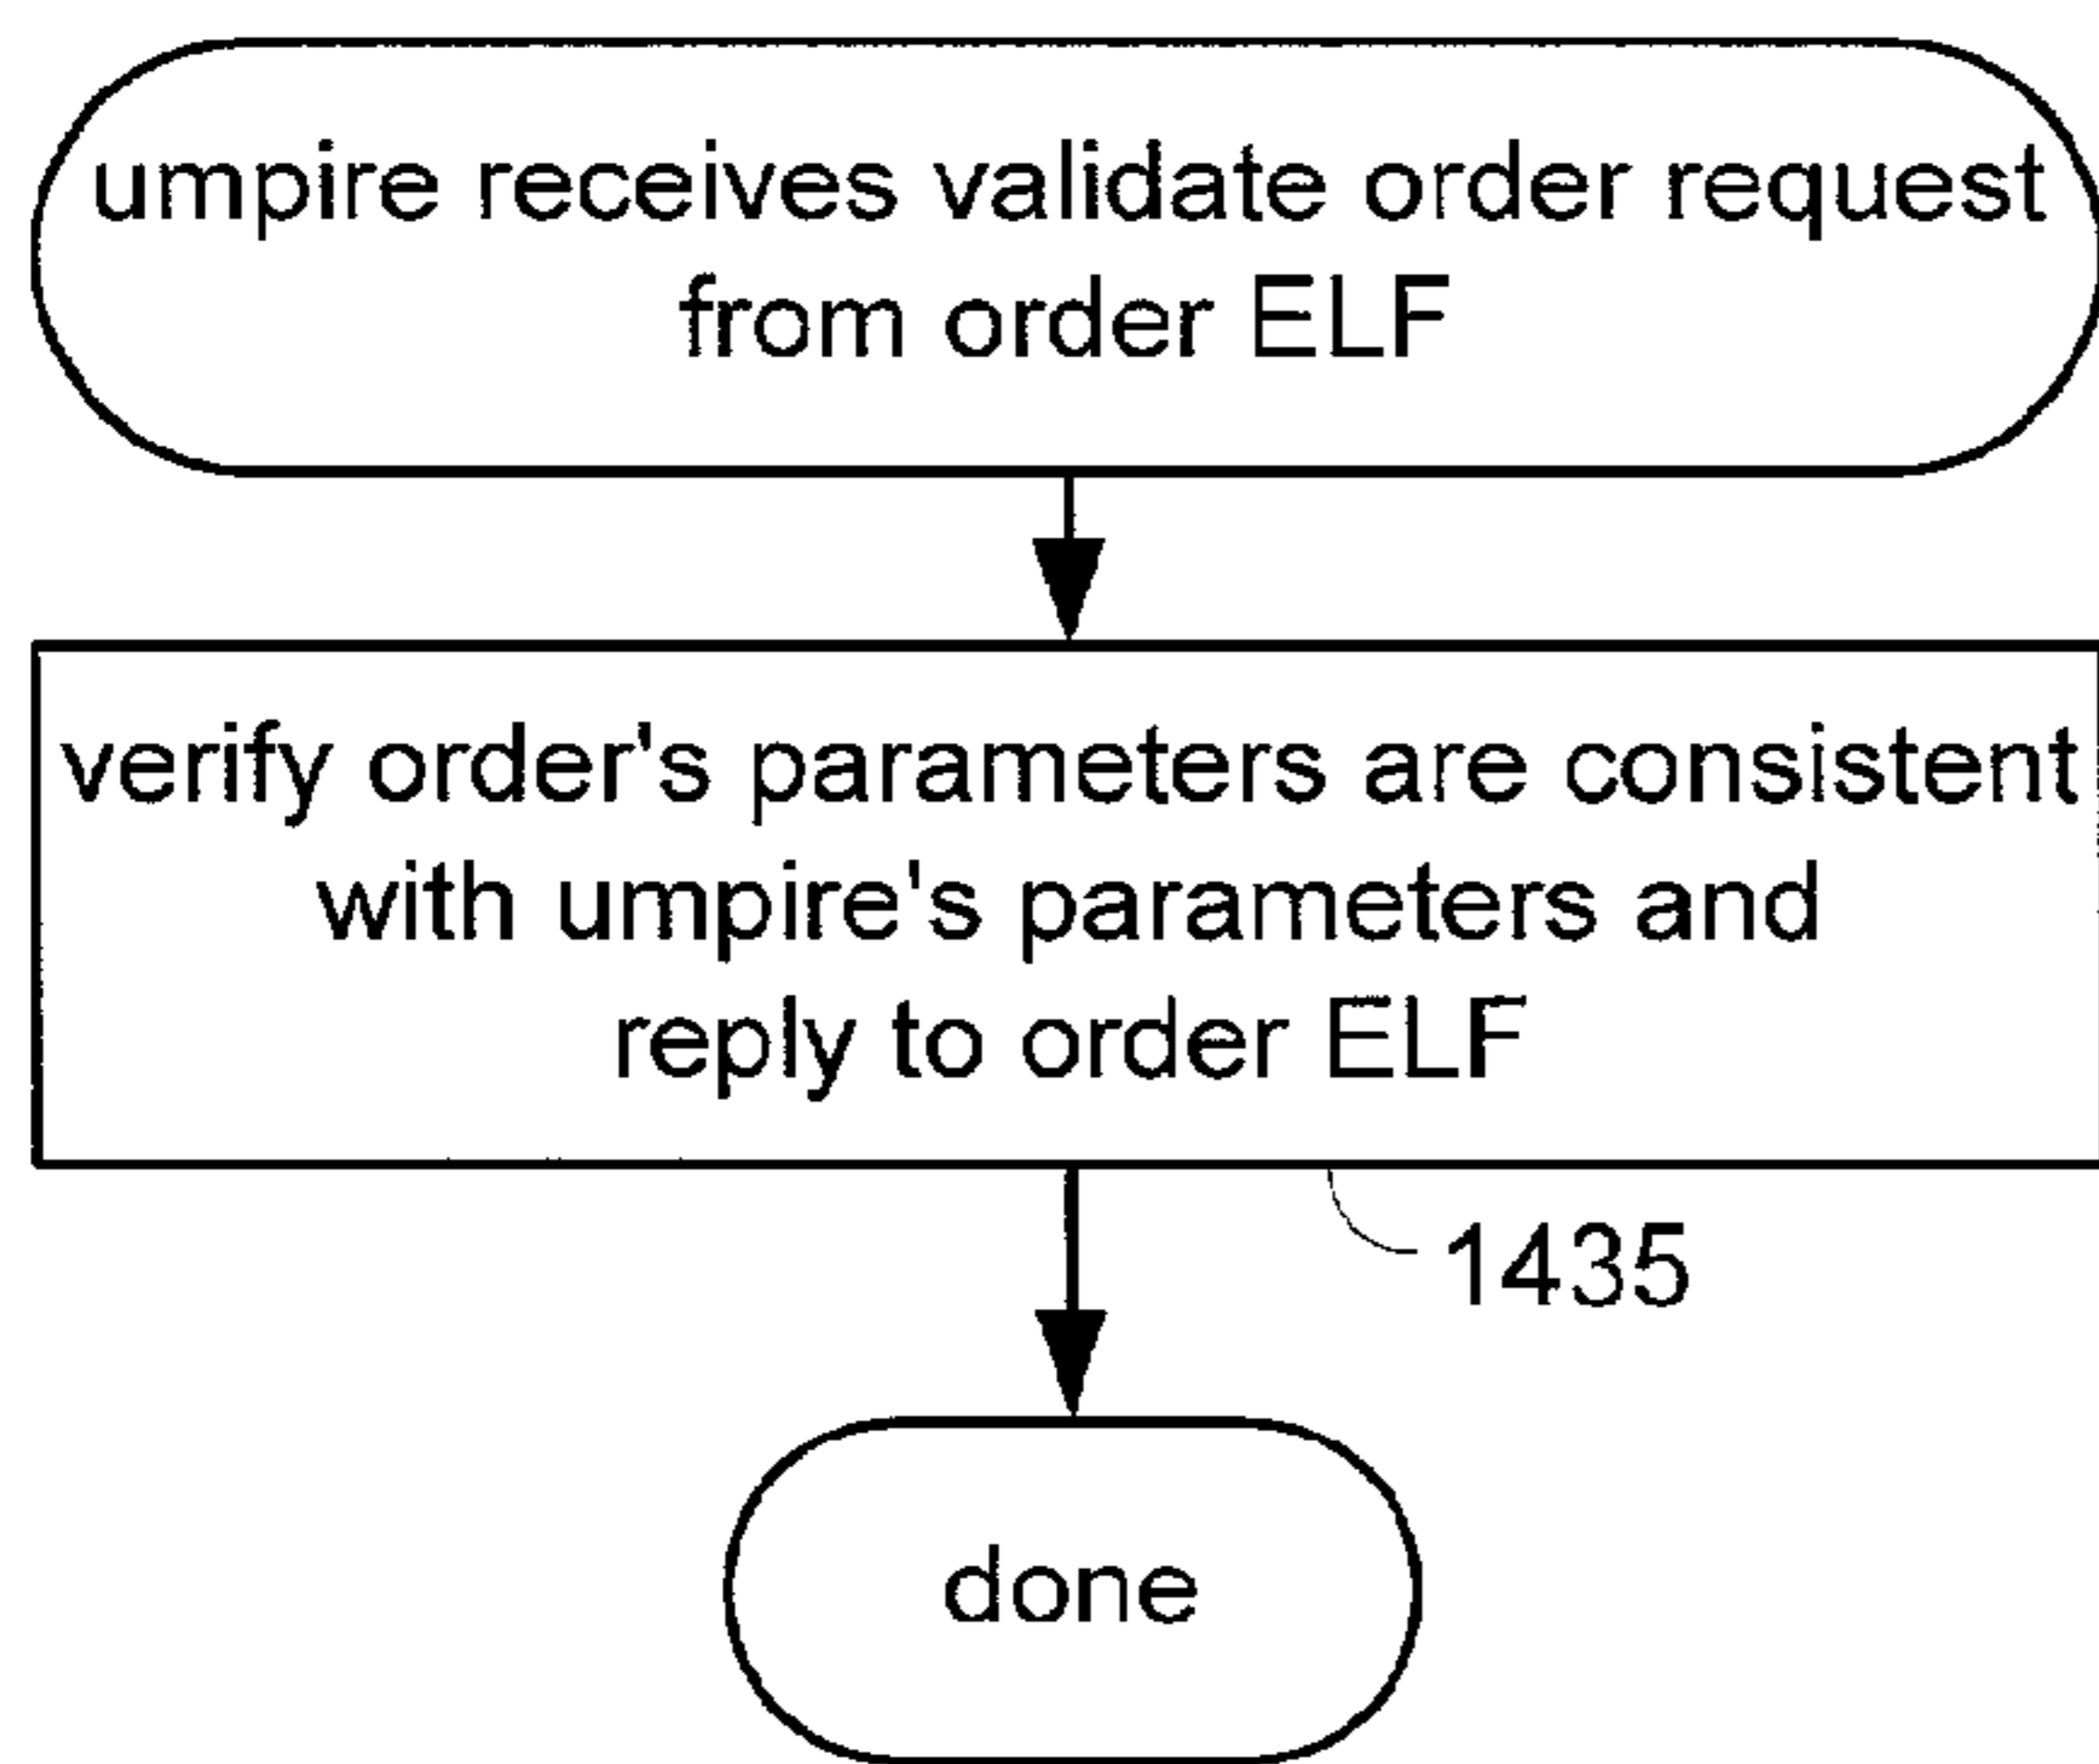 umpire receives validate order request
from order ELF
verify order's parameters are consistent
with umpire's parameters and
reply to order ELF
1435
done